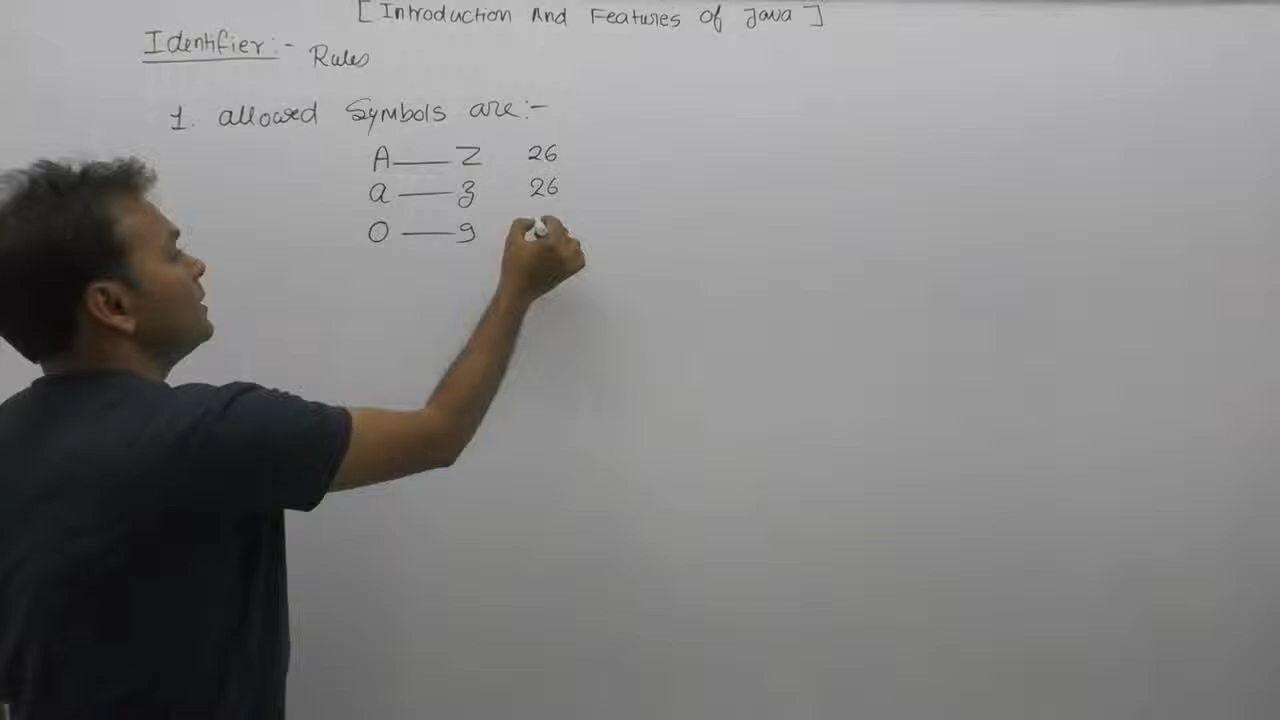 [Introduction And Features Of Java]
Identifier:- Rules
1. allowed Symbols are:-
A — Z 26
a — z 26
0 — 9